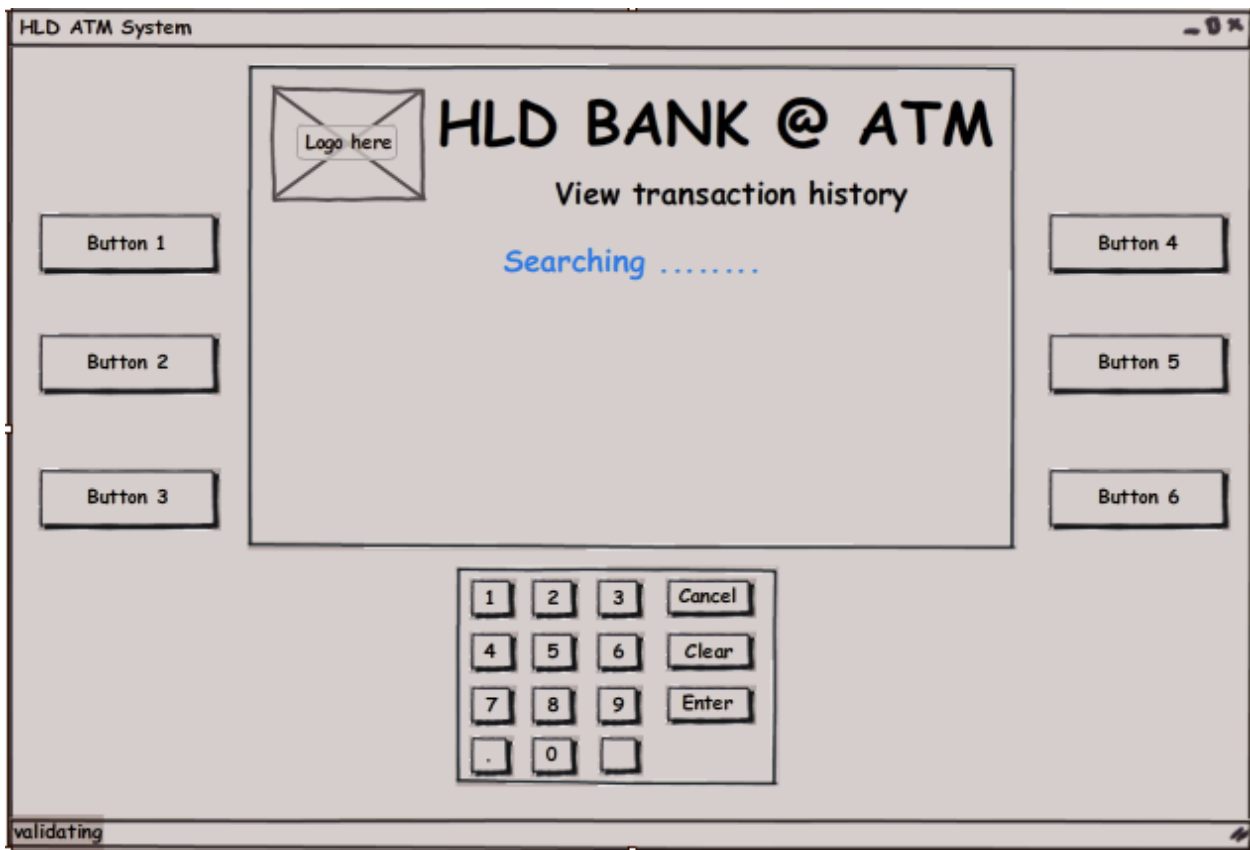 HLD ATM System
Logo here
HLD BANK @ ATM
View transaction history
Searching ........
Button 1
Button 4
Button 2
Button 5
Button 3
Button 6
1 2 3 Cancel
4 5 6 Clear
7 8 9 Enter
. 0
validating